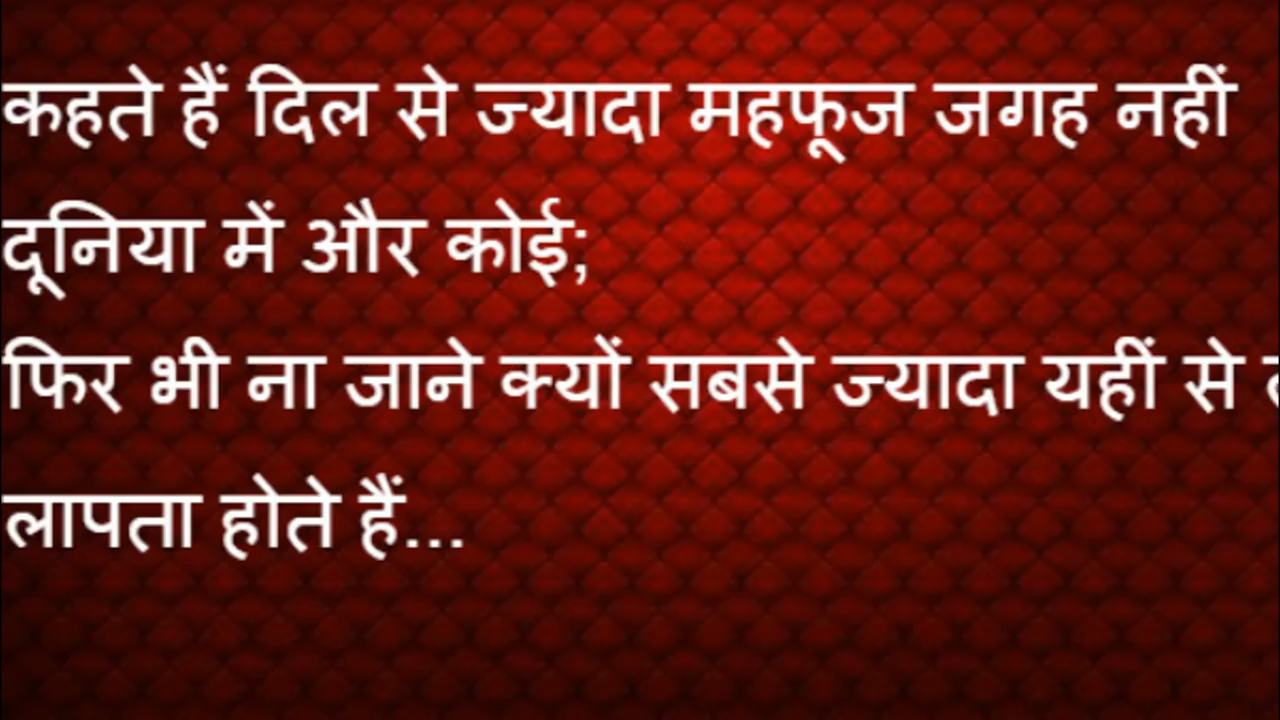 कहते हैं दिल से ज्यादा महफूज जगह नहीं
दूनिया में और कोई;
फिर भी ना जाने क्यों सबसे ज्यादा यहीं से
लापता होते हैं...